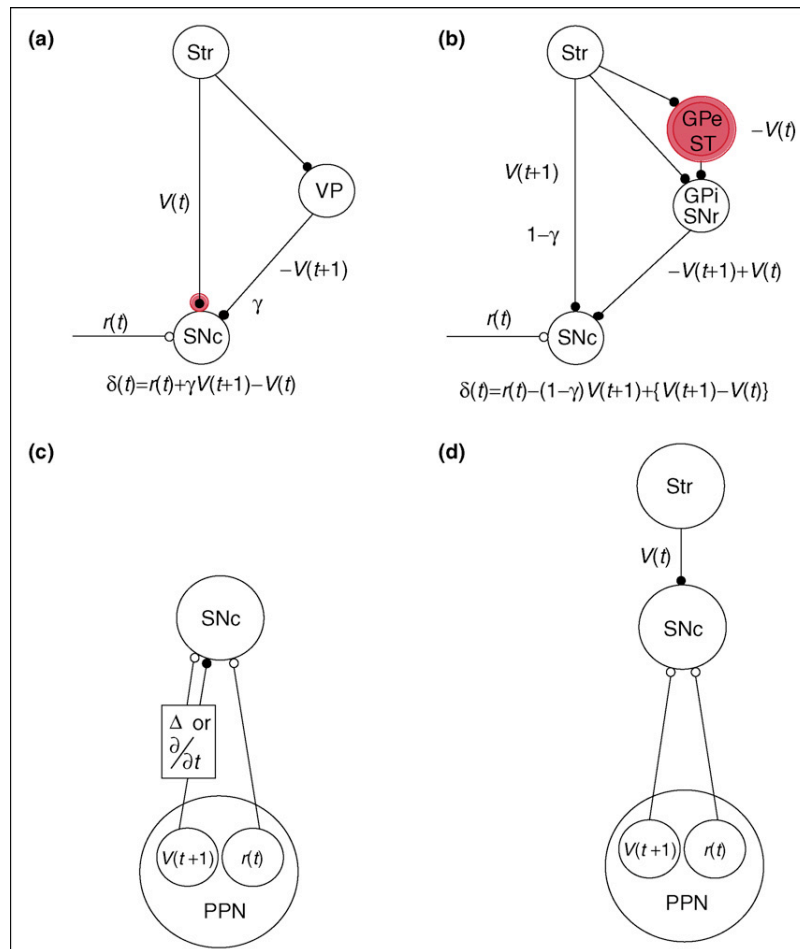 (a)
Str
V(t)
VP
−V(t+1)
γ
r(t)
SNc
δ(t)=r(t)+γV(t+1)−V(t)
(b)
Str
GPe
ST
−V(t)
V(t+1)
GPi
SNr
1−γ
−V(t+1)+V(t)
r(t)
SNc
δ(t)=r(t)−(1−γ)V(t+1)+{V(t+1)−V(t)}
(c)
SNc
Δ or
∂/∂t
V(t+1)
r(t)
PPN
(d)
Str
V(t)
SNc
V(t+1)
r(t)
PPN